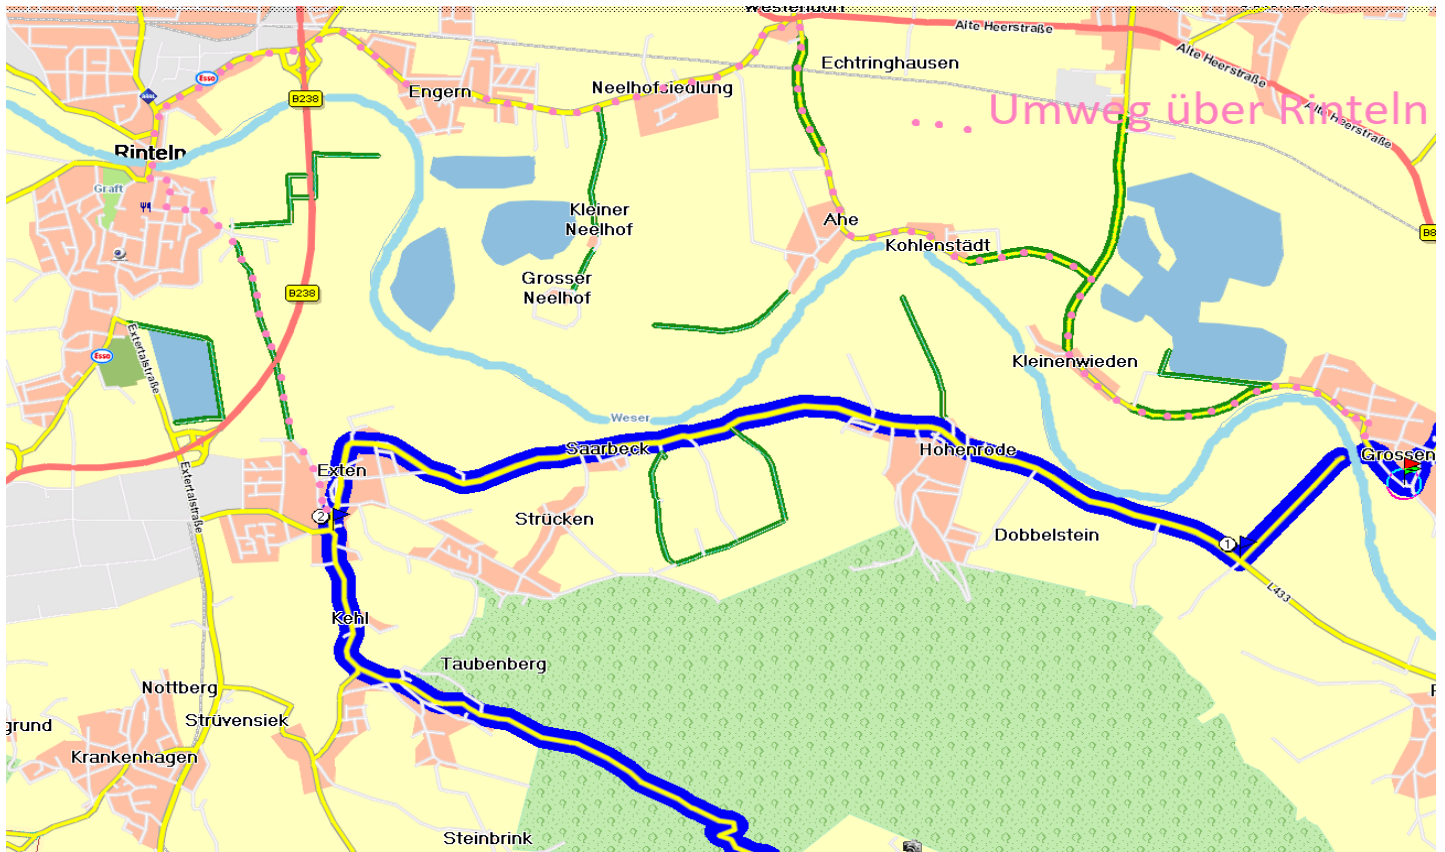 Westendorf
Alte Heerstraße
Echtringhausen
Alte Heerstraße
Esso
Engern
Neelhofsiedlung
B238
Umweg über Rinteln
Alte Heerstraße
Rinteln
Graft
Kleiner
Neelhof
Ahe
Kohlenstädt
B8
Grosser
Neelhof
B238
Extertalstraße
Esso
Kleinenwieden
Weser
Saarbeck
Hohenrode
Grossen
Exten
Extertalstraße
2
Strücken
Dobbelstein
1
L433
Kehl
Taubenberg
Nottberg
Strüvensiek
grund
Krankenhagen
Steinbrink